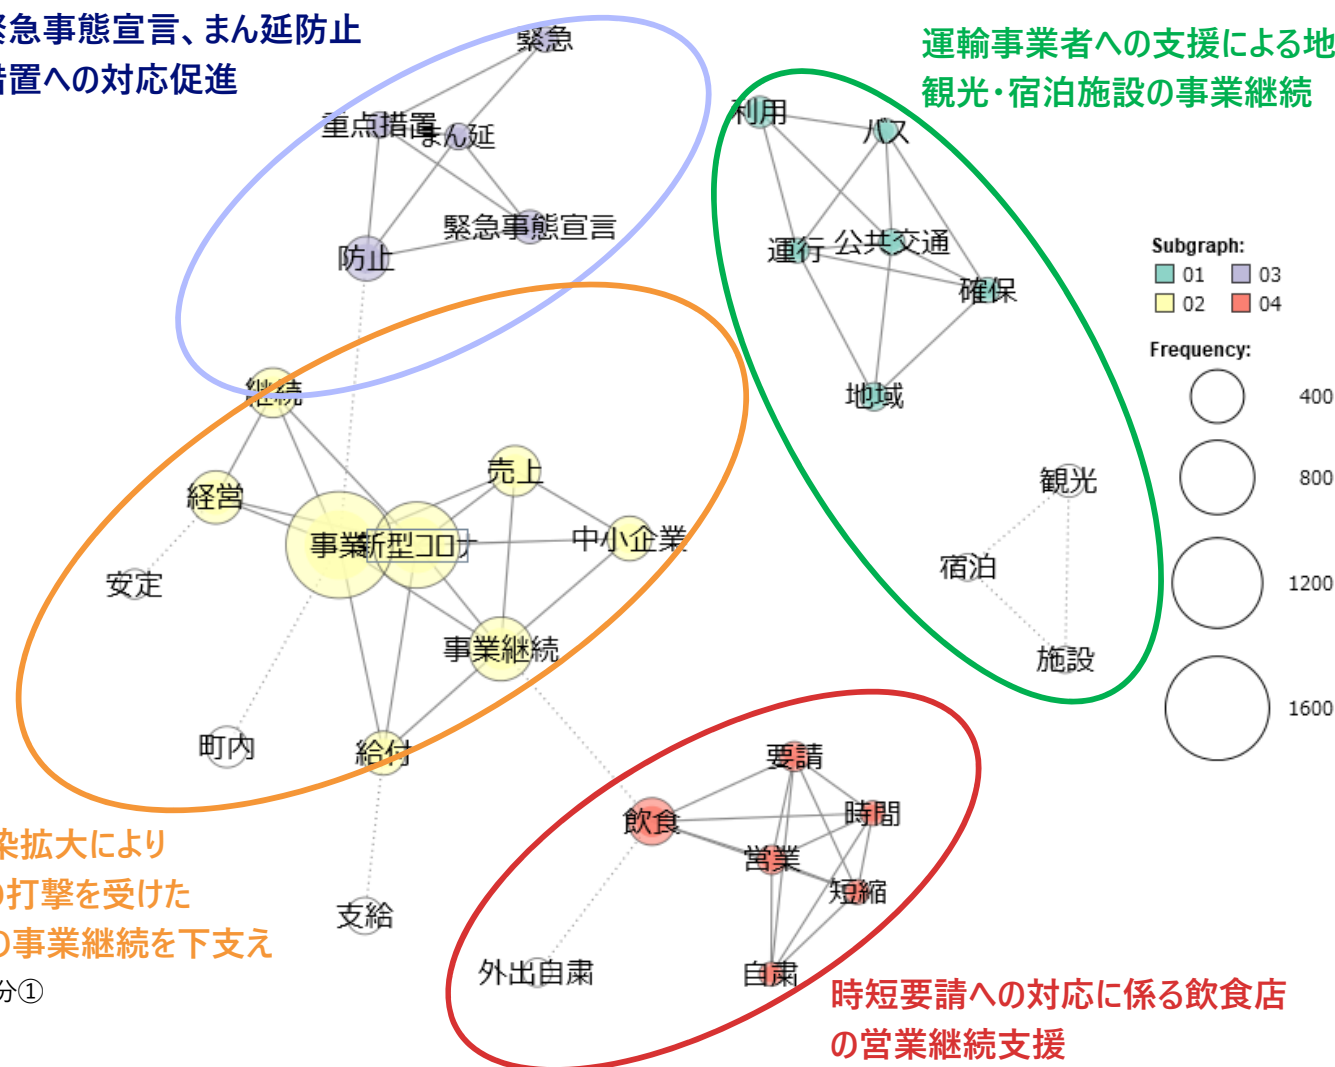 緊急事態宣言、まん延防止
措置への対応促進
運輸事業者への支援による地
観光・宿泊施設の事業継続
緊急
重点措置
まん延
緊急事態宣言
防止
利用
バス
運行
公共交通
確保
地域
Subgraph:
01
03
02
04
Frequency:
400
800
1200
1600
継続
経営
売上
事業
新型コロナ
中小企業
安定
事業継続
町内
給付
支給
観光
宿泊
施設
要請
飲食
時間
営業
短縮
外出自粛
自粛
染拡大により
の打撃を受けた
の事業継続を下支え
分①
時短要請への対応に係る飲食店
の営業継続支援